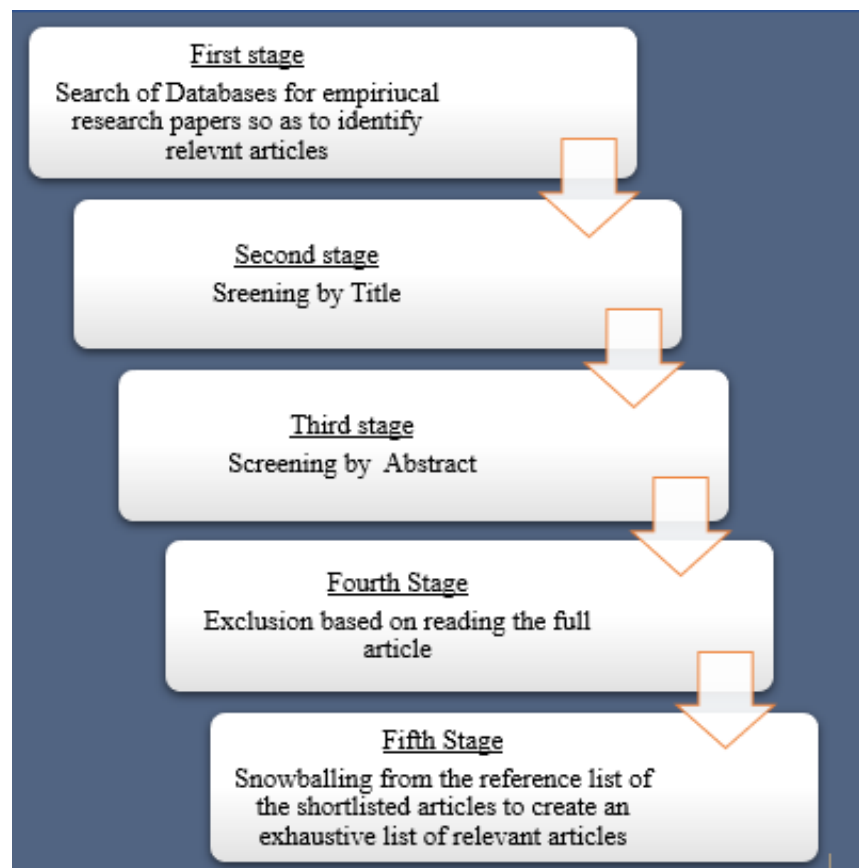 First stage
Search of Databases for empiriucal
research papers so as to identify
relevnt articles
Second stage
Sreening by Title
Third stage
Screening by Abstract
Fourth Stage
Exclusion based on reading the full
article
Fifth Stage
Snowballing from the reference list of
the shortlisted articles to create an
exhaustive list of relevant articles